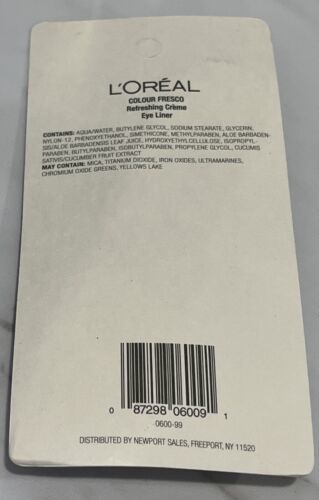 L'ORÉAL
COLOUR FRESCO
Refreshing Crème
Eye Liner
CONTAINS: AQUA/WATER, BUTYLENE GLYCOL, SODIUM STEARATE, GLYCERIN,
NYLON-12, PHENOXYETHANOL, SIMETHICONE, METHYLPARABEN, ALOE BARBADEN-
SIS/ALOE BARBADENSIS LEAF JUICE, HYDROXYETHYLCELLULOSE, ISOPROPYL-
PARABEN, BUTYLPARABEN, ISOBUTYLPARABEN, PROPYLENE GLYCOL, CUCUMIS
SATIVIS/CUCUMBER FRUIT EXTRACT
MAY CONTAIN: MICA, TITANIUM DIOXIDE, IRON OXIDES, ULTRAMARINES,
CHROMIUM OXIDE GREENS, YELLOW5 LAKE
0 87298 06009 1
0600-99
DISTRIBUTED BY NEWPORT SALES, FREEPORT, NY 11520